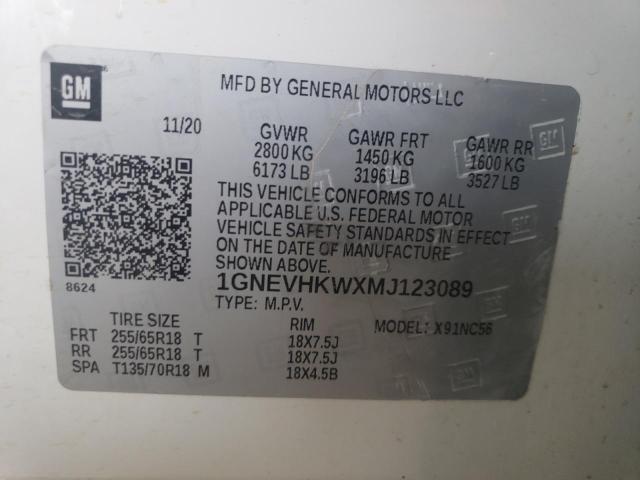 GM
MFD BY GENERAL MOTORS LLC
11/20
GVWR GAWR FRT GAWR RR
2800 KG 1450 KG 1600 KG
6173 LB 3196 LB 3527 LB
THIS VEHICLE CONFORMS TO ALL
APPLICABLE U.S. FEDERAL MOTOR
VEHICLE SAFETY STANDARDS IN EFFECT
ON THE DATE OF MANUFACTURE
SHOWN ABOVE.
8624
1GNEVHKWXMJ123089
TYPE: M.P.V.
MODEL: X91NC56
TIRE SIZE RIM
FRT 255/65R18 T 18X7.5J
RR 255/65R18 T 18X7.5J
SPA T135/70R18 M 18X4.5B